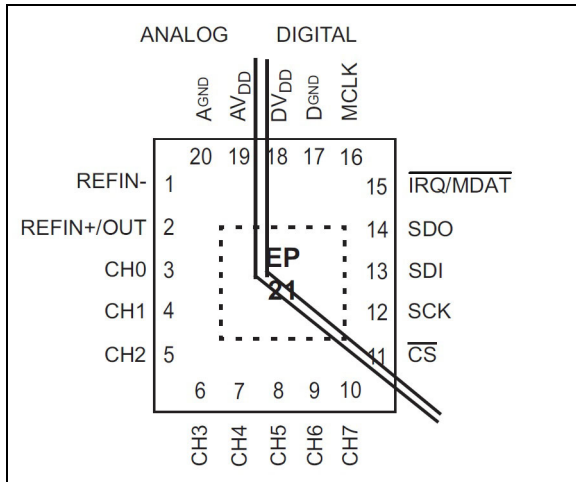 ANALOG DIGITAL
AGND
AVDD
DVDD
DGND
MCLK
20 19 18 17 16
REFIN- 1
REFIN+/OUT 2
CH0 3
CH1 4
CH2 5
15 IRQ/MDAT
14 SDO
13 SDI
12 SCK
11 CS
EP
21
6 7 8 9 10
CH3
CH4
CH5
CH6
CH7